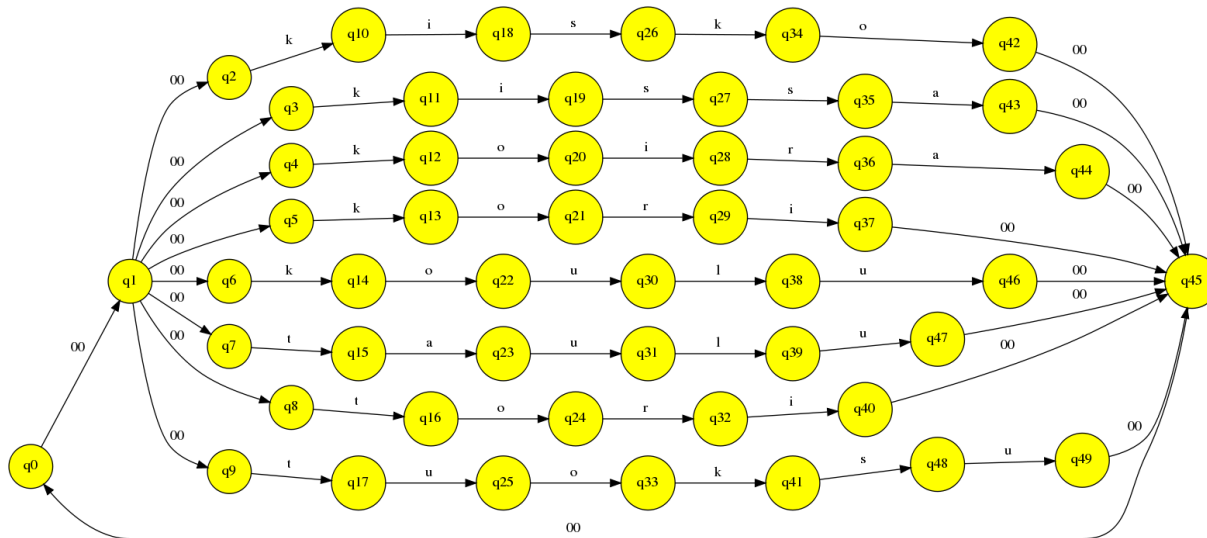 q10 i q18 s q26 k q34 o q42 00
00 q2 k
q3 k q11 i q19 s q27 s q35 a q43 00
00 q4 k q12 o q20 i q28 r q36 a q44 00
00 q5 k q13 o q21 r q29 i q37 00
00
q1 00 q6 k q14 o q22 u q30 l q38 u q46 00 q45
00 q7 t q15 a q23 u q31 l q39 u q47 00
00 q8 t q16 o q24 r q32 i q40 00
00 q0 00 q9 t q17 u q25 o q33 k q41 s q48 u q49 00
00